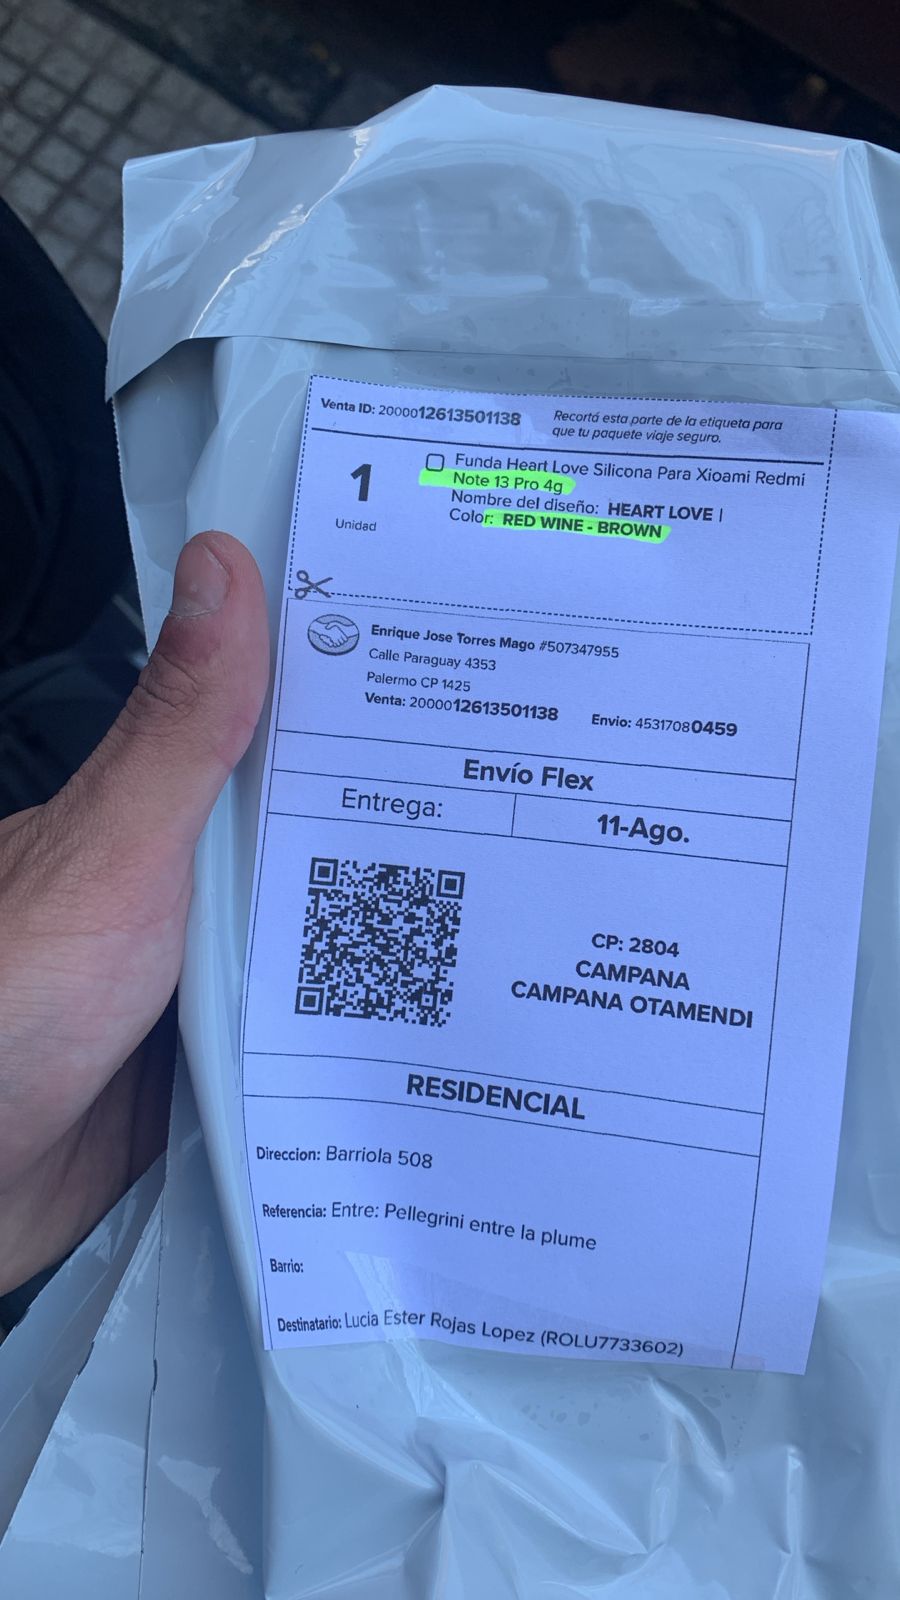 Venta ID: 2000012613501138
Recortá esta parte de la etiqueta para
que tu paquete viaje seguro.
1
Unidad
Funda Heart Love Silicona Para Xioami Redmi
Note 13 Pro 4g
Nombre del diseño: HEART LOVE |
Color: RED WINE - BROWN
Enrique Jose Torres Mago #507347955
Calle Paraguay 4353
Palermo CP 1425
Venta: 2000012613501138
Envio: 45317080459
Envío Flex
Entrega:
11-Ago.
CP: 2804
CAMPANA
CAMPANA OTAMENDI
RESIDENCIAL
Direccion: Barriola 508
Referencia: Entre: Pellegrini entre la plume
Barrio:
Destinatario: Lucia Ester Rojas Lopez (ROLU7733602)